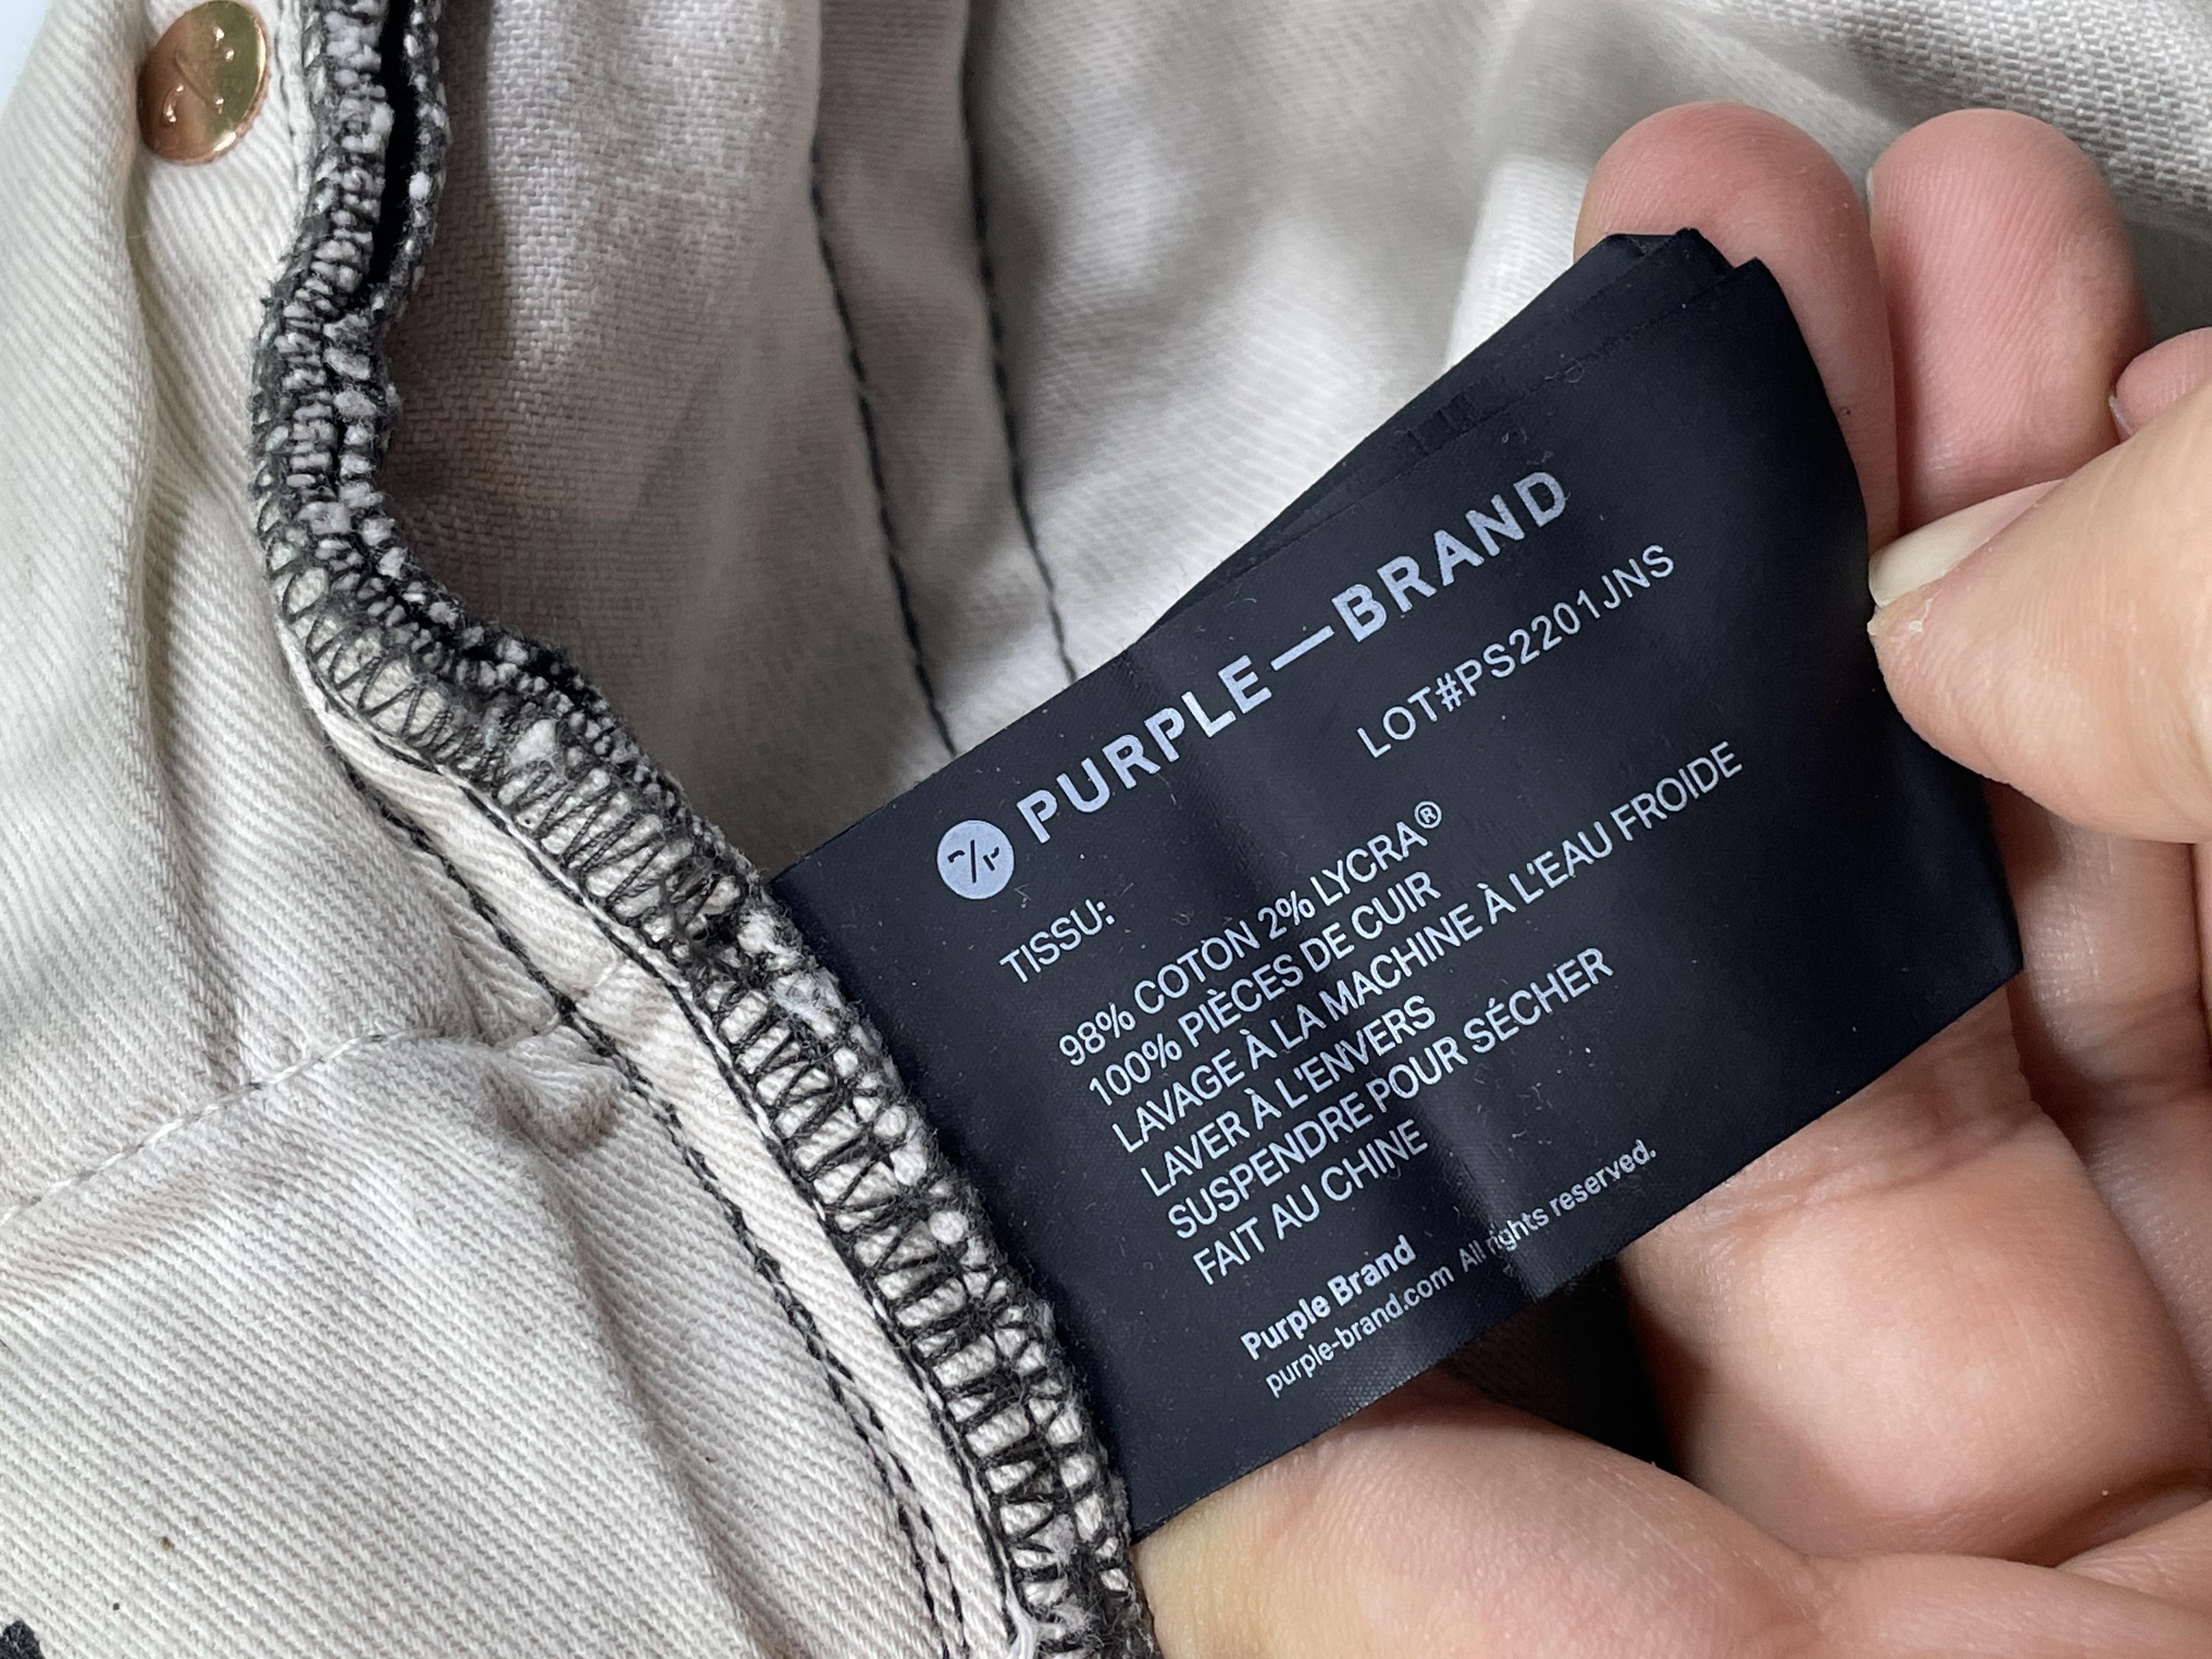 PURPLE—BRAND
LOT#PS2201JNS
TISSU:
98% COTON 2% LYCRA®
100% PIÈCES DE CUIR
LAVAGE À LA MACHINE À L'EAU FROIDE
LAVER À L'ENVERS
SUSPENDRE POUR SÉCHER
FAIT AU CHINE
Purple Brand
purple-brand.com All rights reserved.